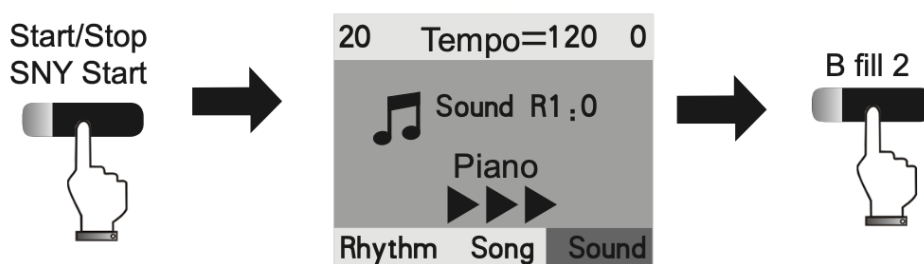 Start/Stop
SNY Start
20 Tempo=120 0
Sound R1:0
Piano
Rhythm Song Sound
B fill 2